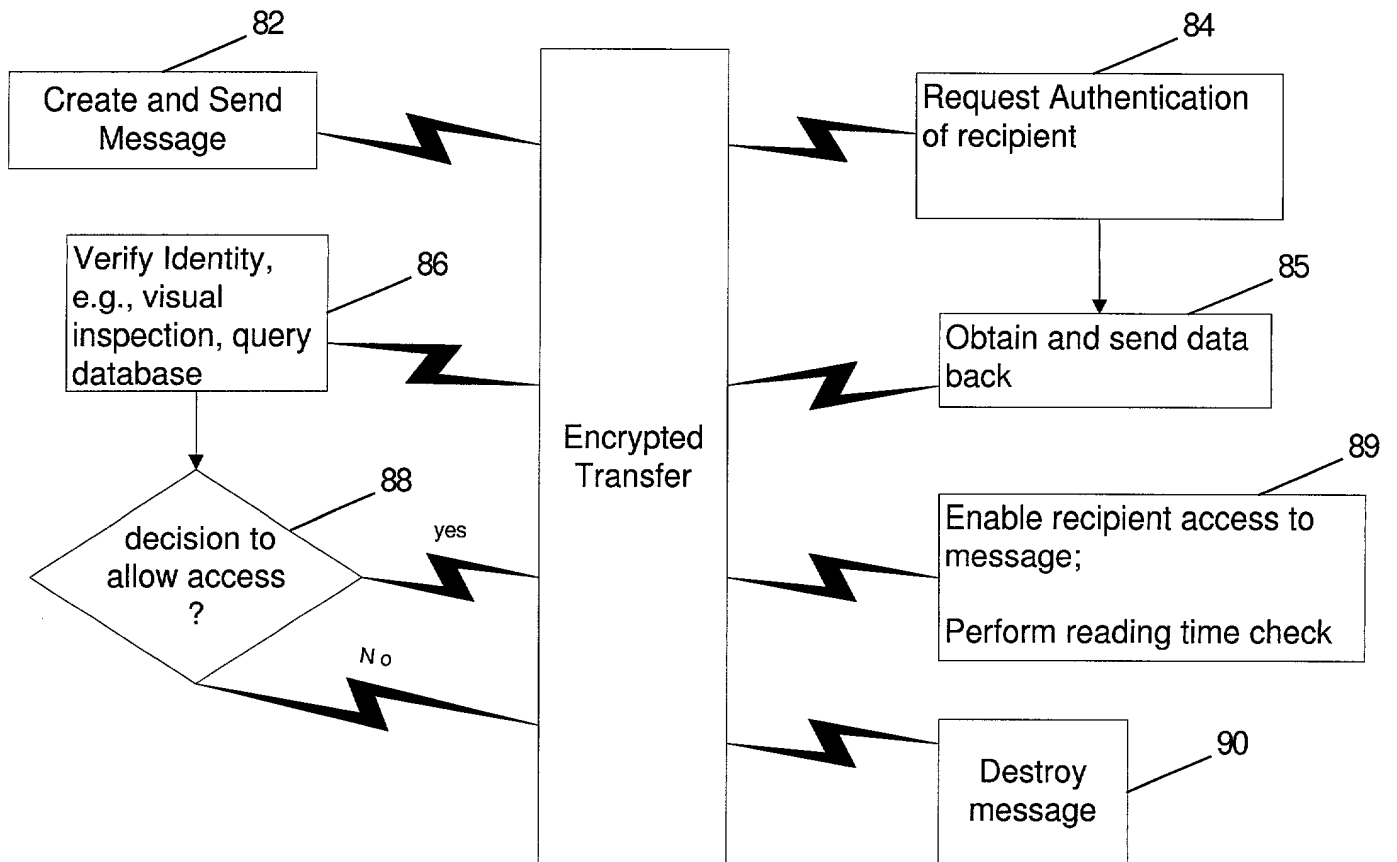 82
Create and Send
Message
84
Request Authentication
of recipient
Verify Identity,
e.g., visual
inspection, query
database
86
85
Obtain and send data
back
Encrypted
Transfer
88
decision to
allow access
?
yes
No
89
Enable recipient access to
message;
Perform reading time check
90
Destroy
message